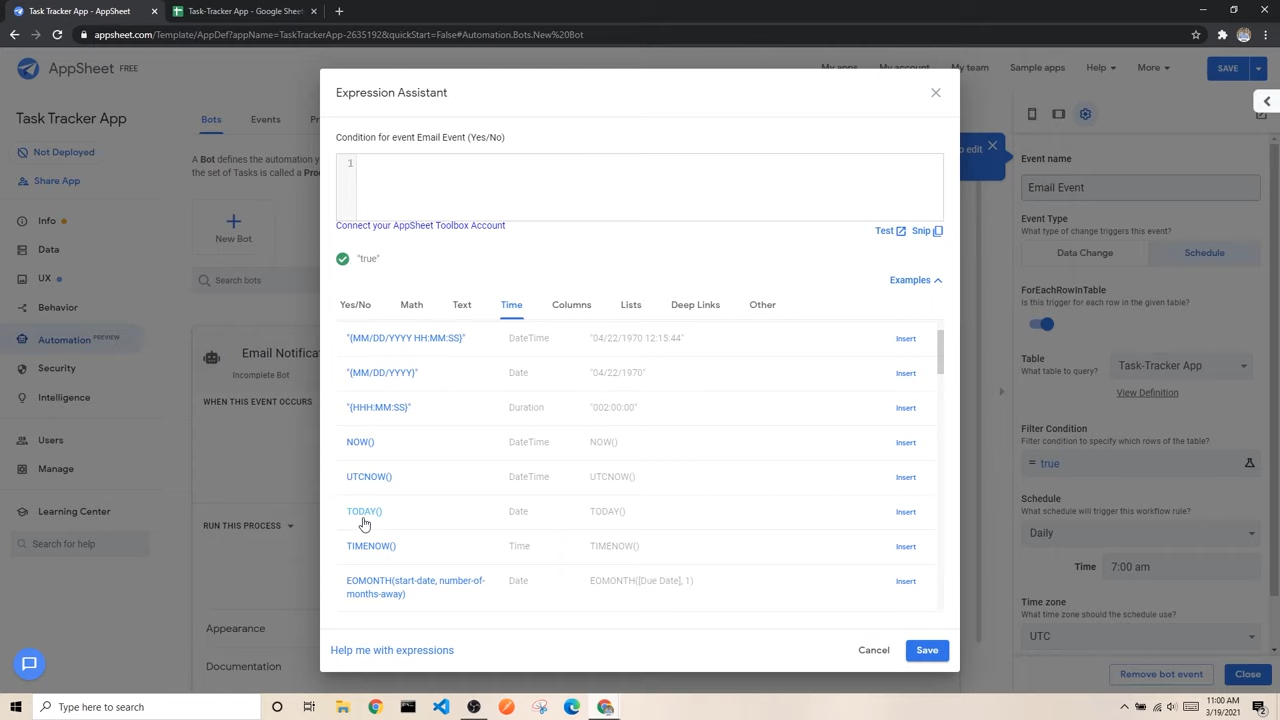 Task Tracker App
Task-Tracker App - Google Sheet
appsheet.com/Template/AppDef?appName=TaskTrackerApp-2635192&quickStart=False#Automation.Bots.New%20Bot
AppSheet FREE
My apps
My account
My team
Sample apps
Help
More
SAVE
Task Tracker App
Not Deployed
Share App
Info
Data
UX
Behavior
Automation PREVIEW
Security
Intelligence
Users
Manage
Learning Center
Search for help
Bots
Events
A Bot defines the automation
the set of Tasks is called a
New Bot
Search bots
Email Notifica
Incomplete Bot
WHEN THIS EVENT OCCURS
RUN THIS PROCESS
Appearance
Documentation
Expression Assistant
Condition for event Email Event (Yes/No)
1
Connect your AppSheet Toolbox Account
Test
Snip
"true"
Examples
Yes/No
Math
Text
Time
Columns
Lists
Deep Links
Other
"{MM/DD/YYYY HH:MM:SS}" DateTime "04/22/1970 12:15:44" Insert
"{MM/DD/YYYY}" Date "04/22/1970" Insert
"{HHH:MM:SS}" Duration "002:00:00" Insert
NOW() DateTime NOW() Insert
UTCNOW() DateTime UTCNOW() Insert
TODAY() Date TODAY() Insert
TIMENOW() Time TIMENOW() Insert
EOMONTH(start-date, number-of- Date EOMONTH([Due Date], 1) Insert
months-away)
Help me with expressions
Cancel
Save
o edit
Event name
Email Event
Event Type
What type of change triggers this event?
Data Change
Schedule
ForEachRowInTable
Is this a trigger for each row in the given table?
Table
What table to query?
Task-Tracker App
View Definition
Filter Condition
Filter condition to specify which rows of the table?
= true
Schedule
What schedule will trigger this workflow rule?
Daily
Time
7:00 am
Time zone
What time zone should the schedule use?
UTC
Remove bot event
Close
Type here to search
11:00 AM
3/19/2021
2